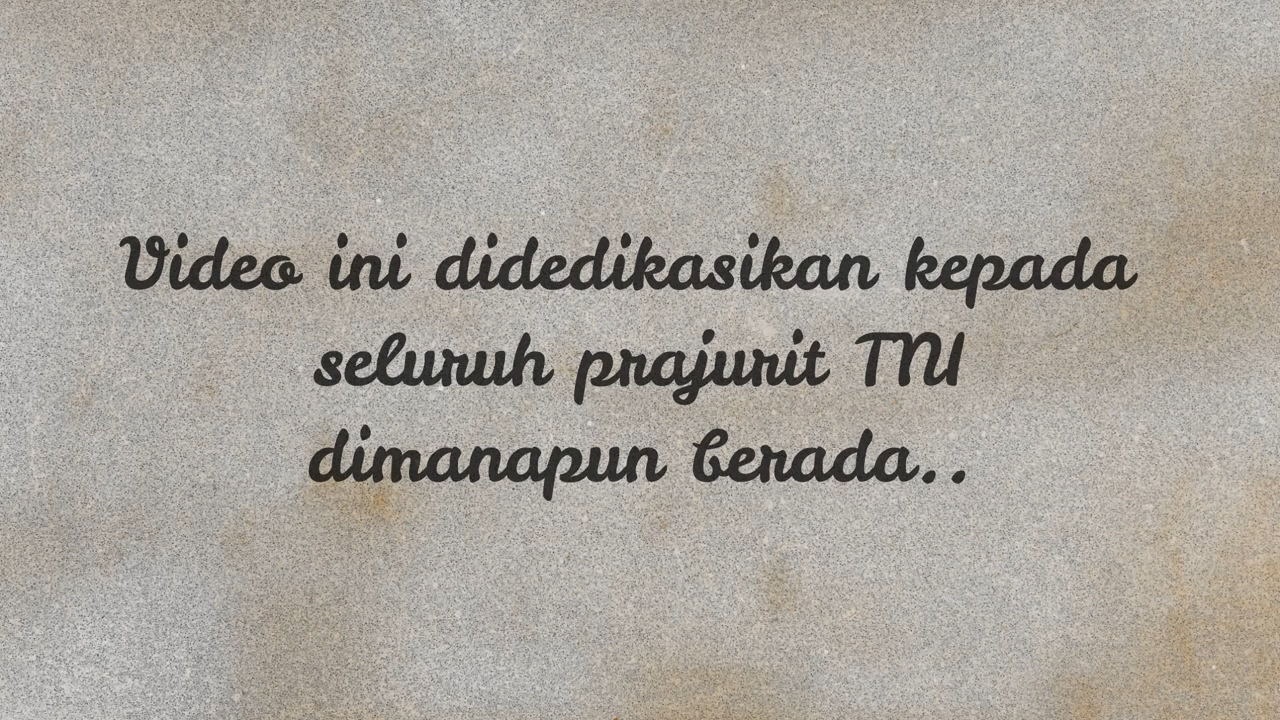 Video ini didedikasikan kepada
seluruh prajurit TNI
dimanapun berada..